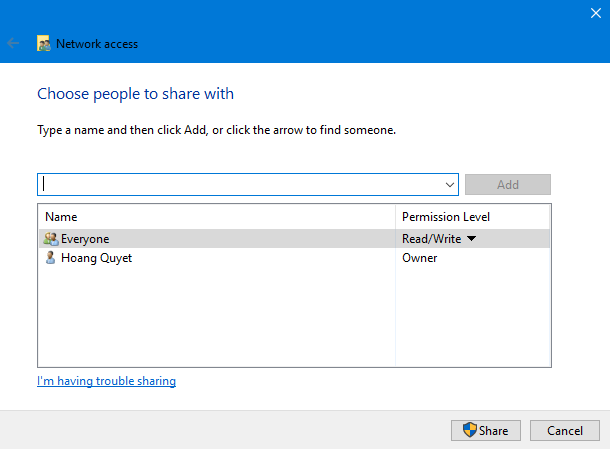 Network access
Choose people to share with
Type a name and then click Add, or click the arrow to find someone.
Add
Name Permission Level
Everyone Read/Write
Hoang Quyet Owner
I'm having trouble sharing
Share Cancel